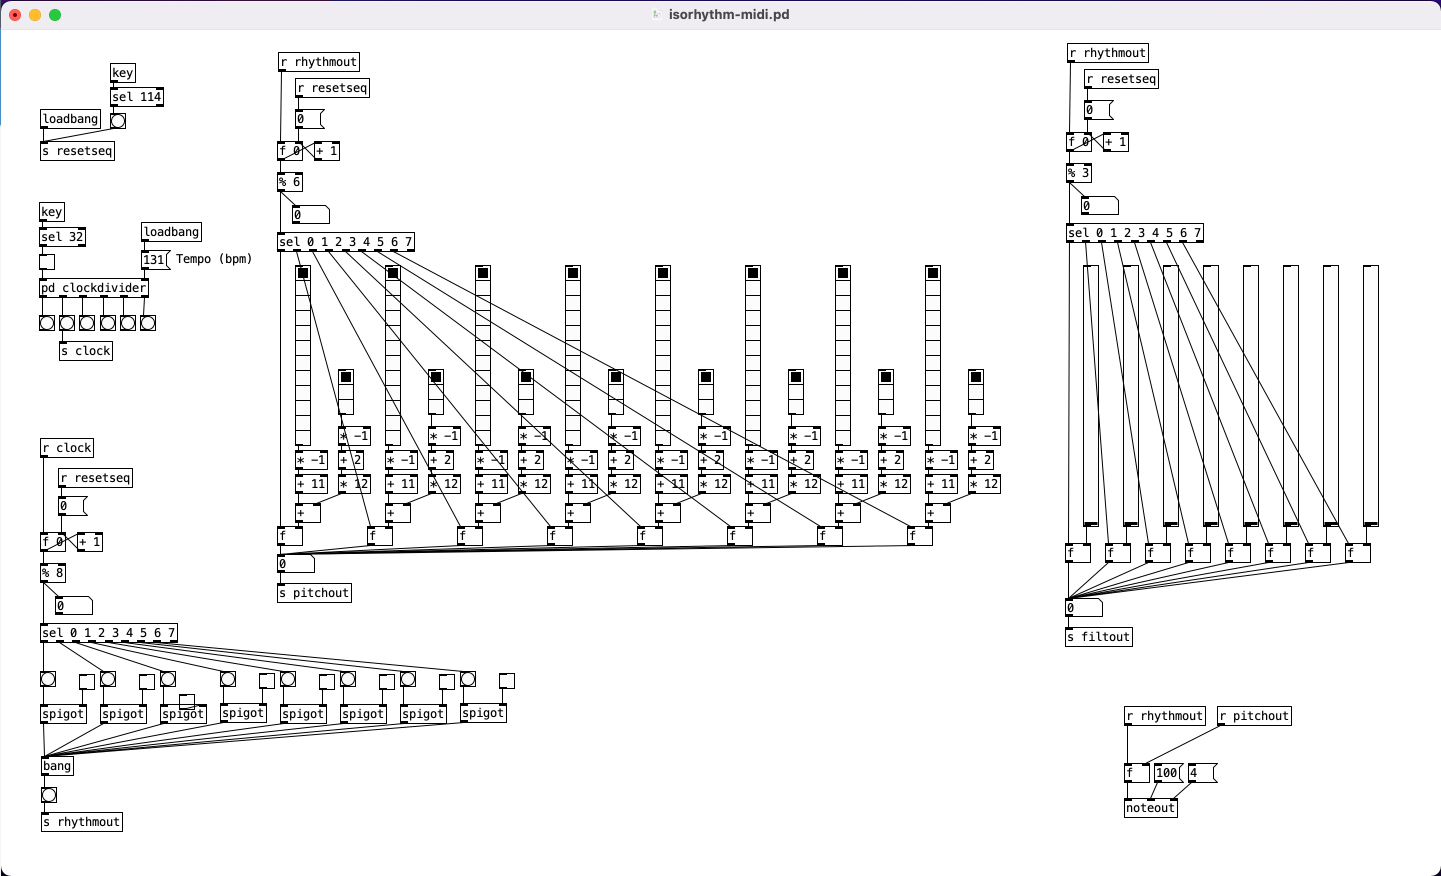 isorhythm-midi.pd
key
sel 114
loadbang
s resetseq
key
sel 32
loadbang
131
Tempo (bpm)
pd clockdivider
s clock
r clock
r resetseq
0
f 0
+ 1
% 8
0
sel 0 1 2 3 4 5 6 7
spigot
spigot
spigot
spigot
spigot
spigot
spigot
spigot
bang
s rhythmout
r rhythmout
r resetseq
0
f 0
+ 1
% 6
0
sel 0 1 2 3 4 5 6 7
* -1 * -1 * -1 * -1 * -1 * -1 * -1 * -1
* -1 + 2 * -1 + 2 * -1 + 2 * -1 + 2 * -1 + 2 * -1 + 2 * -1 + 2 * -1 + 2
+ 11 * 12 + 11 * 12 + 11 * 12 + 11 * 12 + 11 * 12 + 11 * 12 + 11 * 12 + 11 * 12
+ + + + + + + +
f f f f f f f f
0
s pitchout
r rhythmout
r resetseq
0
f 0
+ 1
% 3
0
sel 0 1 2 3 4 5 6 7
f f f f f f f f
0
s filtout
r rhythmout
r pitchout
f
100
4
noteout